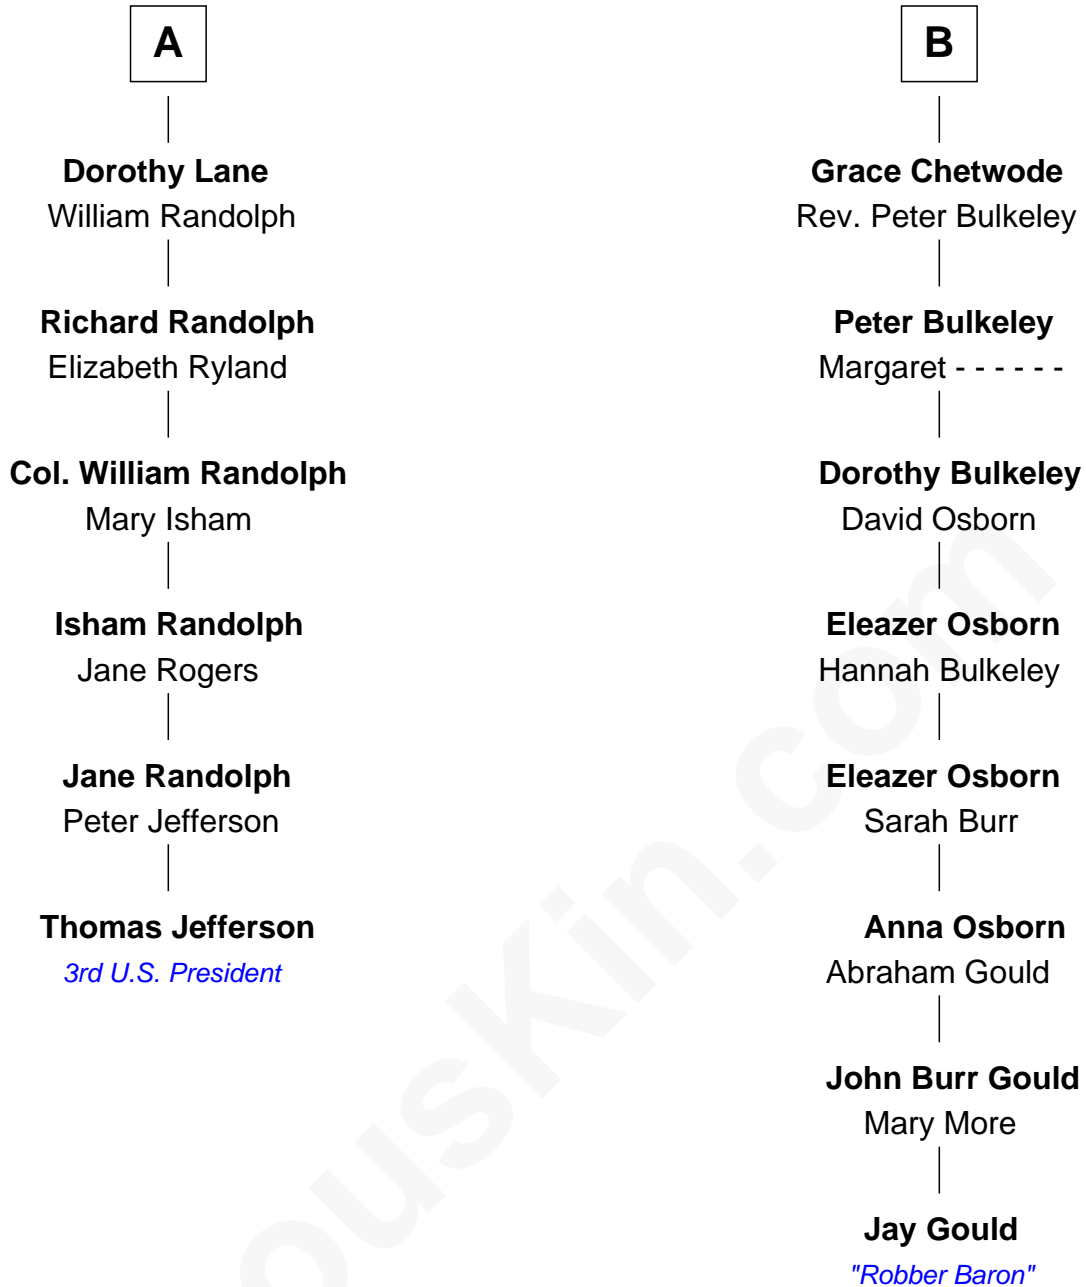 A
Dorothy Lane
William Randolph
Richard Randolph
Elizabeth Ryland
Col. William Randolph
Mary Isham
Isham Randolph
Jane Rogers
Jane Randolph
Peter Jefferson
Thomas Jefferson
3rd U.S. President
B
Grace Chetwode
Rev. Peter Bulkeley
Peter Bulkeley
Margaret - - - - - -
Dorothy Bulkeley
David Osborn
Eleazer Osborn
Hannah Bulkeley
Eleazer Osborn
Sarah Burr
Anna Osborn
Abraham Gould
John Burr Gould
Mary More
Jay Gould
"Robber Baron"
ousKin.com